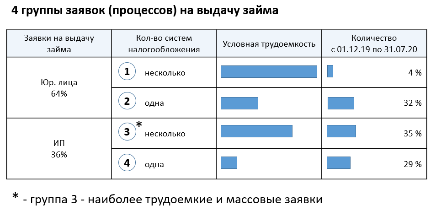 4 группы заявок (процессов) на выдачу займа
Заявки на выдачу займа
Кол-во систем налогообложения
Условная трудоемкость
Количество с 01.12.19 по 31.07.20
Юр. лица 64%
1 несколько 4 %
2 одна 32 %
ИП 36%
3 * несколько 35 %
4 одна 29 %
* - группа 3 - наиболее трудоемкие и массовые заявки